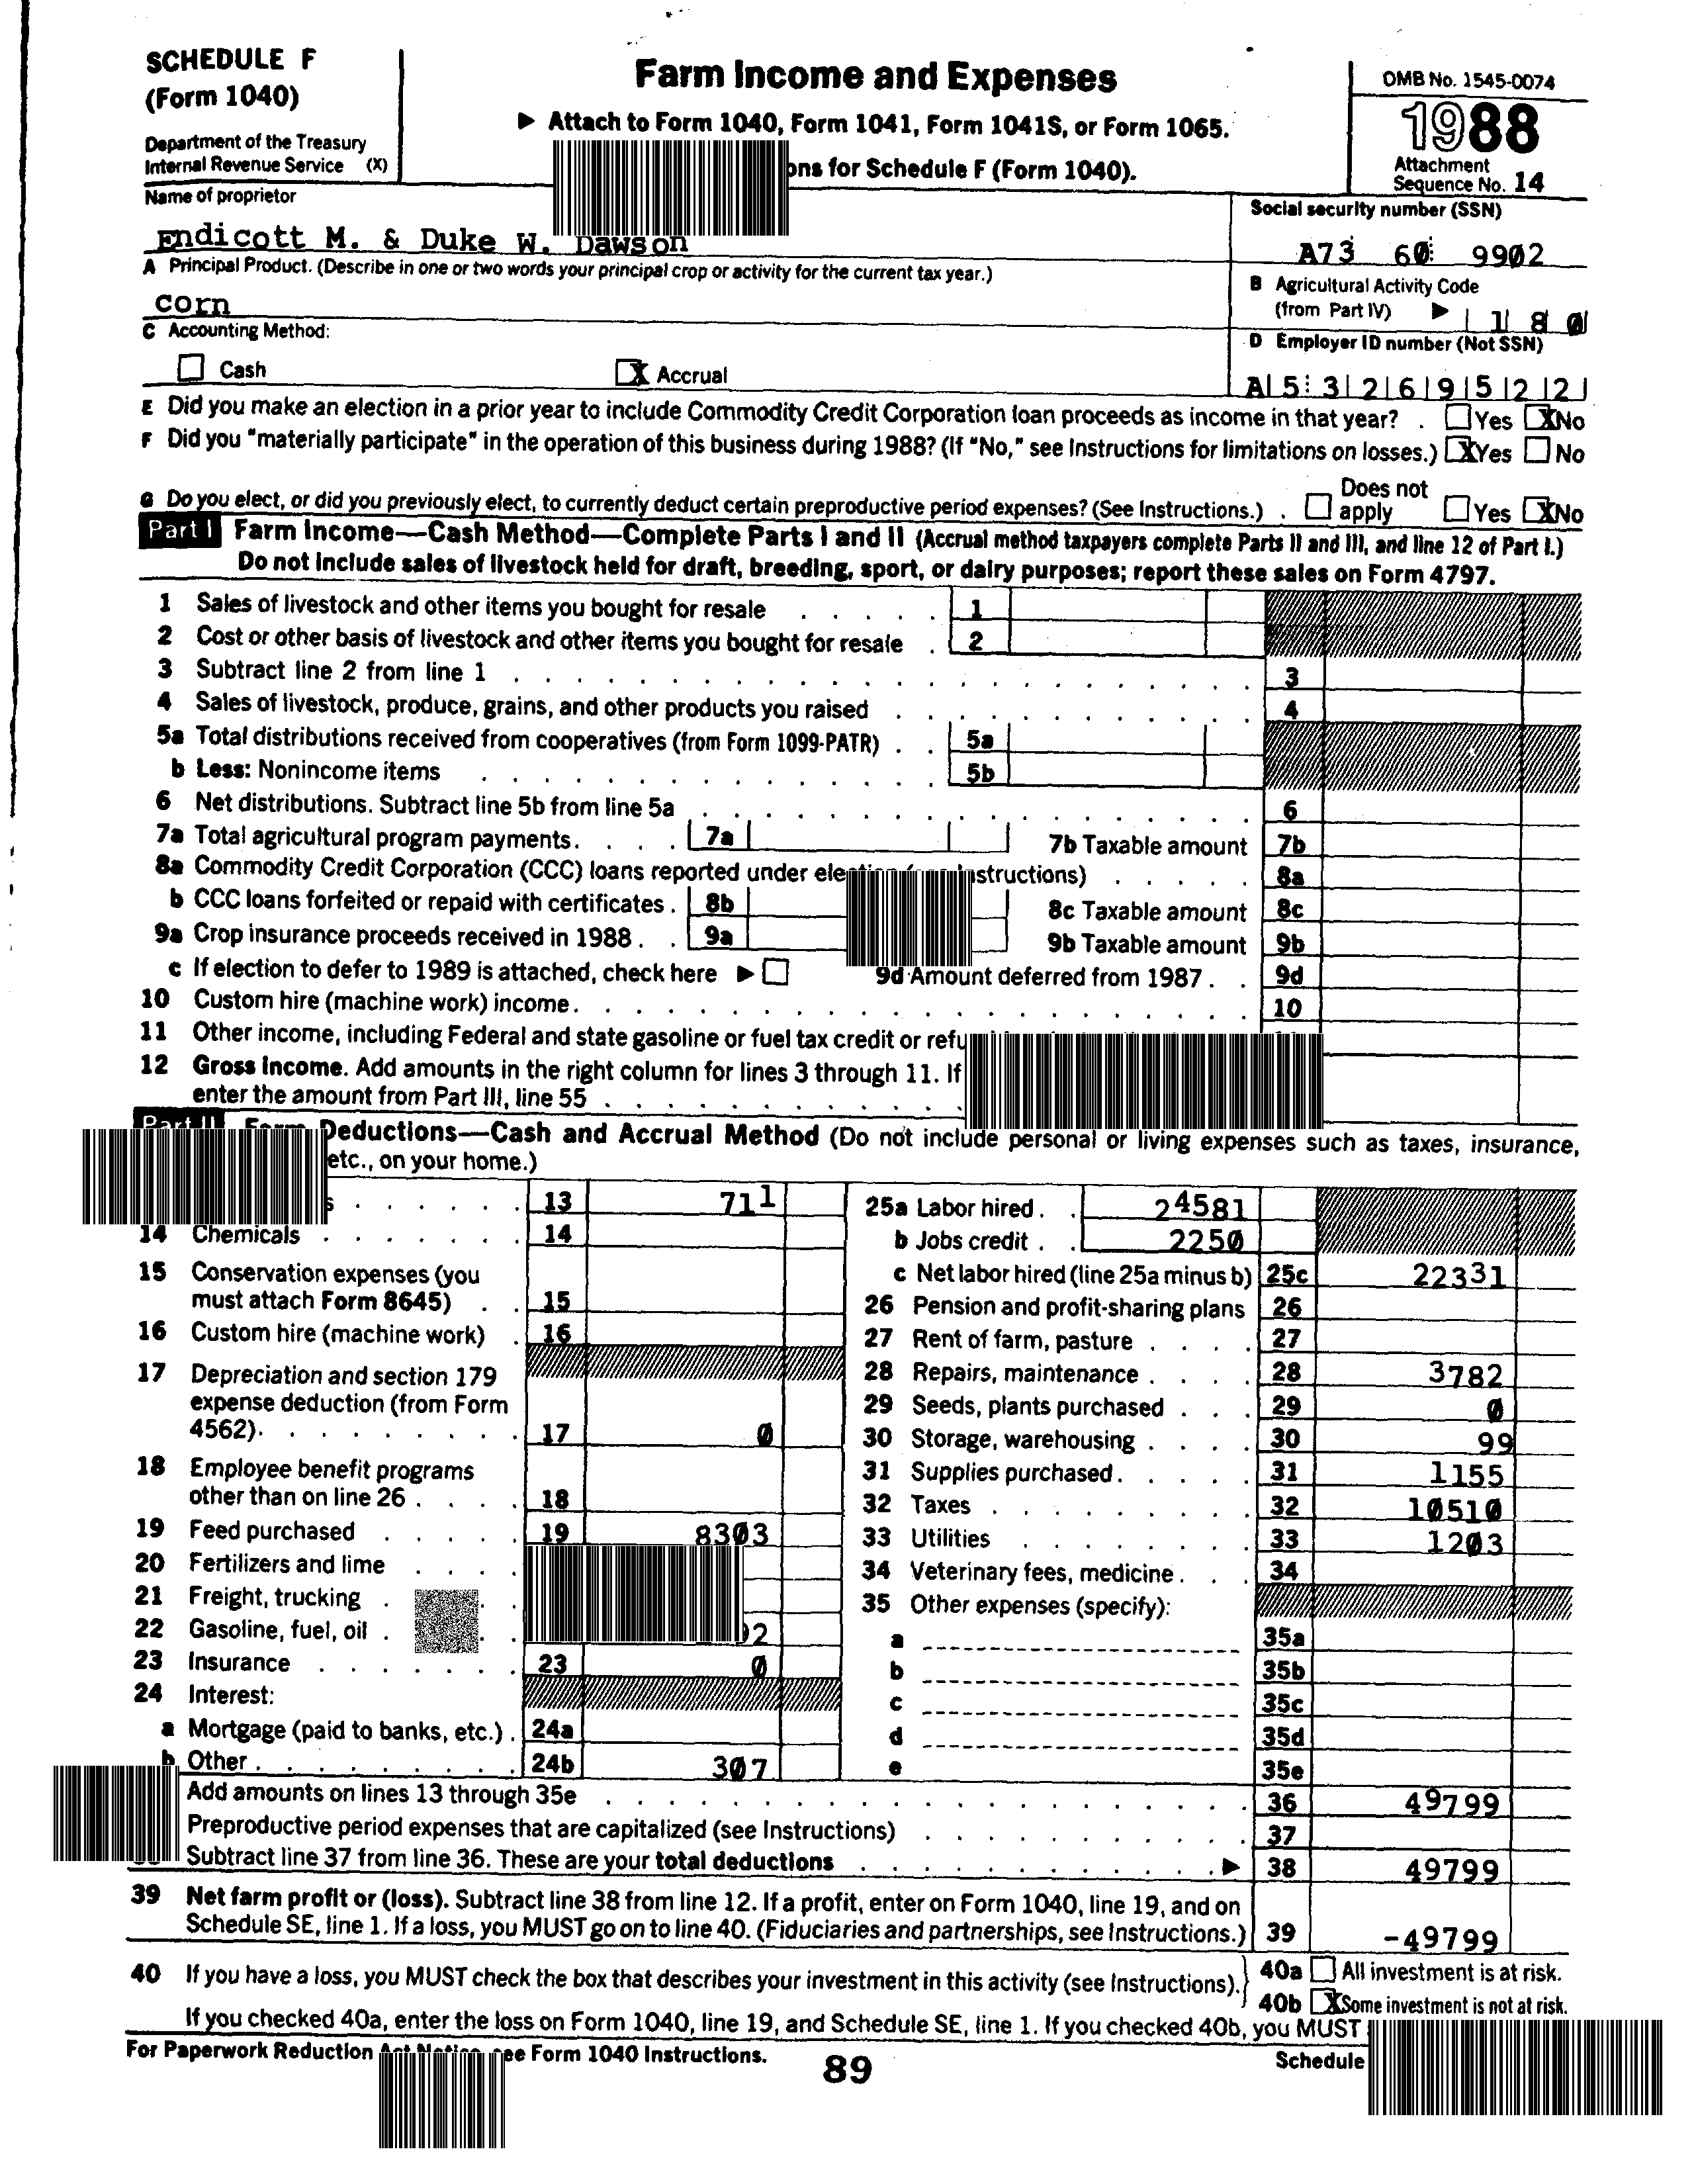 SCHEDULE F
(Form 1040)
Department of the Treasury
Internal Revenue Service (X)
Farm Income and Expenses
▶ Attach to Form 1040, Form 1041, Form 1041S, or Form 1065.
for Schedule F (Form 1040).
OMB No. 1545-0074
1988
Attachment
Sequence No. 14
Name of proprietor
Endicott M. & Duke W. Dawson
Social security number (SSN)
A73 60 9902
A Principal Product. (Describe in one or two words your principal crop or activity for the current tax year.)
corn
B Agricultural Activity Code
(from Part IV) ▶ 1 8 0
C Accounting Method:
Cash X Accrual
D Employer ID number (Not SSN)
A 5 3 2 6 9 5 2 2
E Did you make an election in a prior year to include Commodity Credit Corporation loan proceeds as income in that year? . Yes X No
F Did you "materially participate" in the operation of this business during 1988? (If "No," see Instructions for limitations on losses.) X Yes No
G Do you elect, or did you previously elect, to currently deduct certain preproductive period expenses? (See Instructions.) . Does not apply Yes X No
Part I Farm Income—Cash Method—Complete Parts I and II (Accrual method taxpayers complete Parts II and III, and line 12 of Part I.)
Do not include sales of livestock held for draft, breeding, sport, or dairy purposes; report these sales on Form 4797.
1 Sales of livestock and other items you bought for resale . . . . . 1
2 Cost or other basis of livestock and other items you bought for resale . 2
3 Subtract line 2 from line 1 . . . . . 3
4 Sales of livestock, produce, grains, and other products you raised . . . . . 4
5a Total distributions received from cooperatives (from Form 1099-PATR) . . 5a
b Less: Nonincome items . . . . . 5b
6 Net distributions. Subtract line 5b from line 5a . . . . . 6
7a Total agricultural program payments. . . . 7a 7b Taxable amount 7b
8a Commodity Credit Corporation (CCC) loans reported under . . . . . 8a
b CCC loans forfeited or repaid with certificates . 8b 8c Taxable amount 8c
9a Crop insurance proceeds received in 1988 . . 9a 9b Taxable amount 9b
c If election to defer to 1989 is attached, check here ▶ 9d Amount deferred from 1987 . . 9d
10 Custom hire (machine work) income. . . . . 10
11 Other income, including Federal and state gasoline or fuel tax credit or
12 Gross income. Add amounts in the right column for lines 3 through 11. If
enter the amount from Part III, line 55 . . . . .
Part II Farm Deductions—Cash and Accrual Method (Do not include personal or living expenses such as taxes, insurance,
etc., on your home.)
13 711
14 Chemicals . . . . . 14
15 Conservation expenses (you
must attach Form 8645) . . 15
16 Custom hire (machine work) . 16
17 Depreciation and section 179
expense deduction (from Form
4562). . . . . 17 0
18 Employee benefit programs
other than on line 26 . . . . 18
19 Feed purchased . . . . 19 8303
20 Fertilizers and lime . . . .
21 Freight, trucking .
22 Gasoline, fuel, oil .
23 Insurance . . . . . 23 0
24 Interest:
a Mortgage (paid to banks, etc.) . 24a
b Other . . . . . 24b 307
25a Labor hired . . 24581
b Jobs credit . . 2250
c Net labor hired (line 25a minus b) 25c 22331
26 Pension and profit-sharing plans 26
27 Rent of farm, pasture . . . . 27
28 Repairs, maintenance . . . . 28 3782
29 Seeds, plants purchased . . . 29 0
30 Storage, warehousing . . . . 30 99
31 Supplies purchased . . . . . 31 1155
32 Taxes . . . . . 32 10510
33 Utilities . . . . . 33 1203
34 Veterinary fees, medicine . . . 34
35 Other expenses (specify):
a 35a
b 35b
c 35c
d 35d
e 35e
Add amounts on lines 13 through 35e . . . . . 36 49799
Preproductive period expenses that are capitalized (see Instructions) . . . . . 37
Subtract line 37 from line 36. These are your total deductions . . . . . ▶ 38 49799
39 Net farm profit or (loss). Subtract line 38 from line 12. If a profit, enter on Form 1040, line 19, and on
Schedule SE, line 1. If a loss, you MUST go on to line 40. (Fiduciaries and partnerships, see Instructions.) 39 -49799
40 If you have a loss, you MUST check the box that describes your investment in this activity (see Instructions). 40a All investment is at risk.
40b X Some investment is not at risk.
If you checked 40a, enter the loss on Form 1040, line 19, and Schedule SE, line 1. If you checked 40b, you MUST
For Paperwork Reduction Act Notice, see Form 1040 Instructions. 89 Schedule